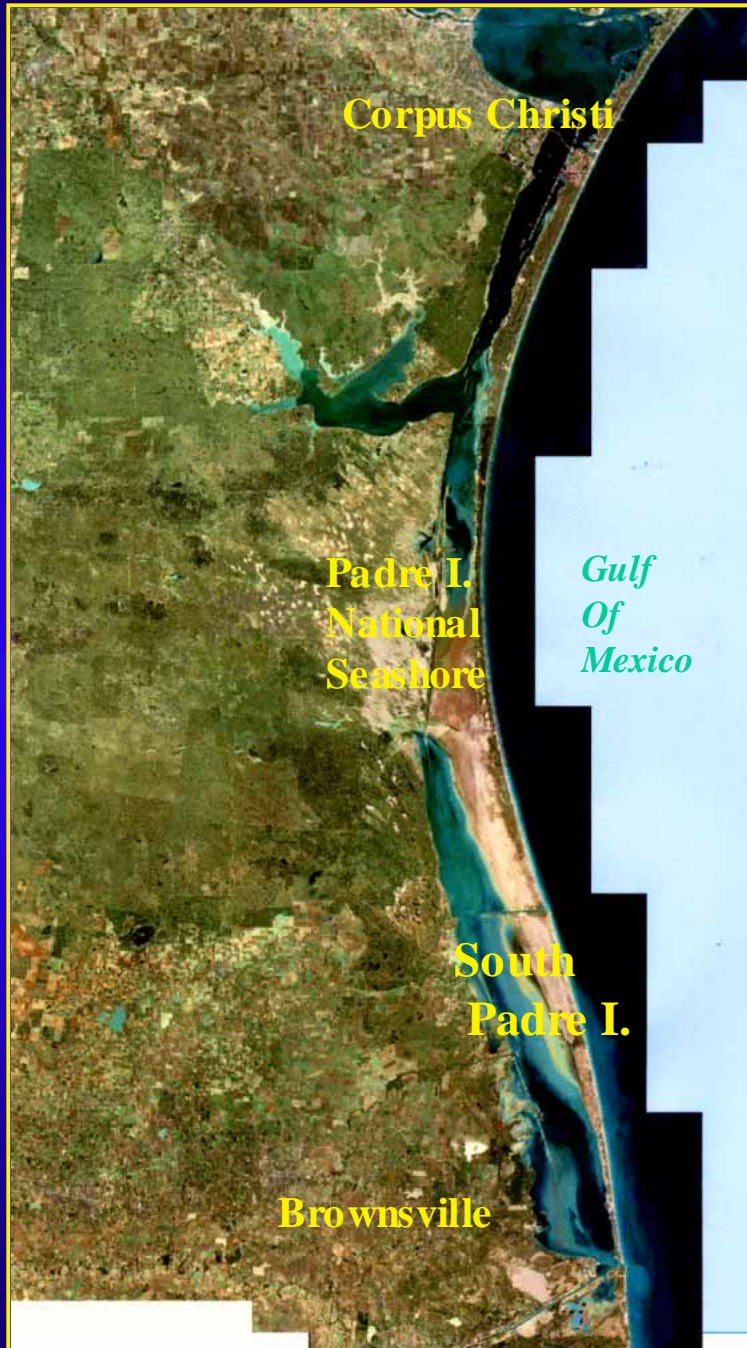 Corpus Christi
Padre I.
National
Seashore
Gulf
Of
Mexico
South
Padre I.
Brownsville